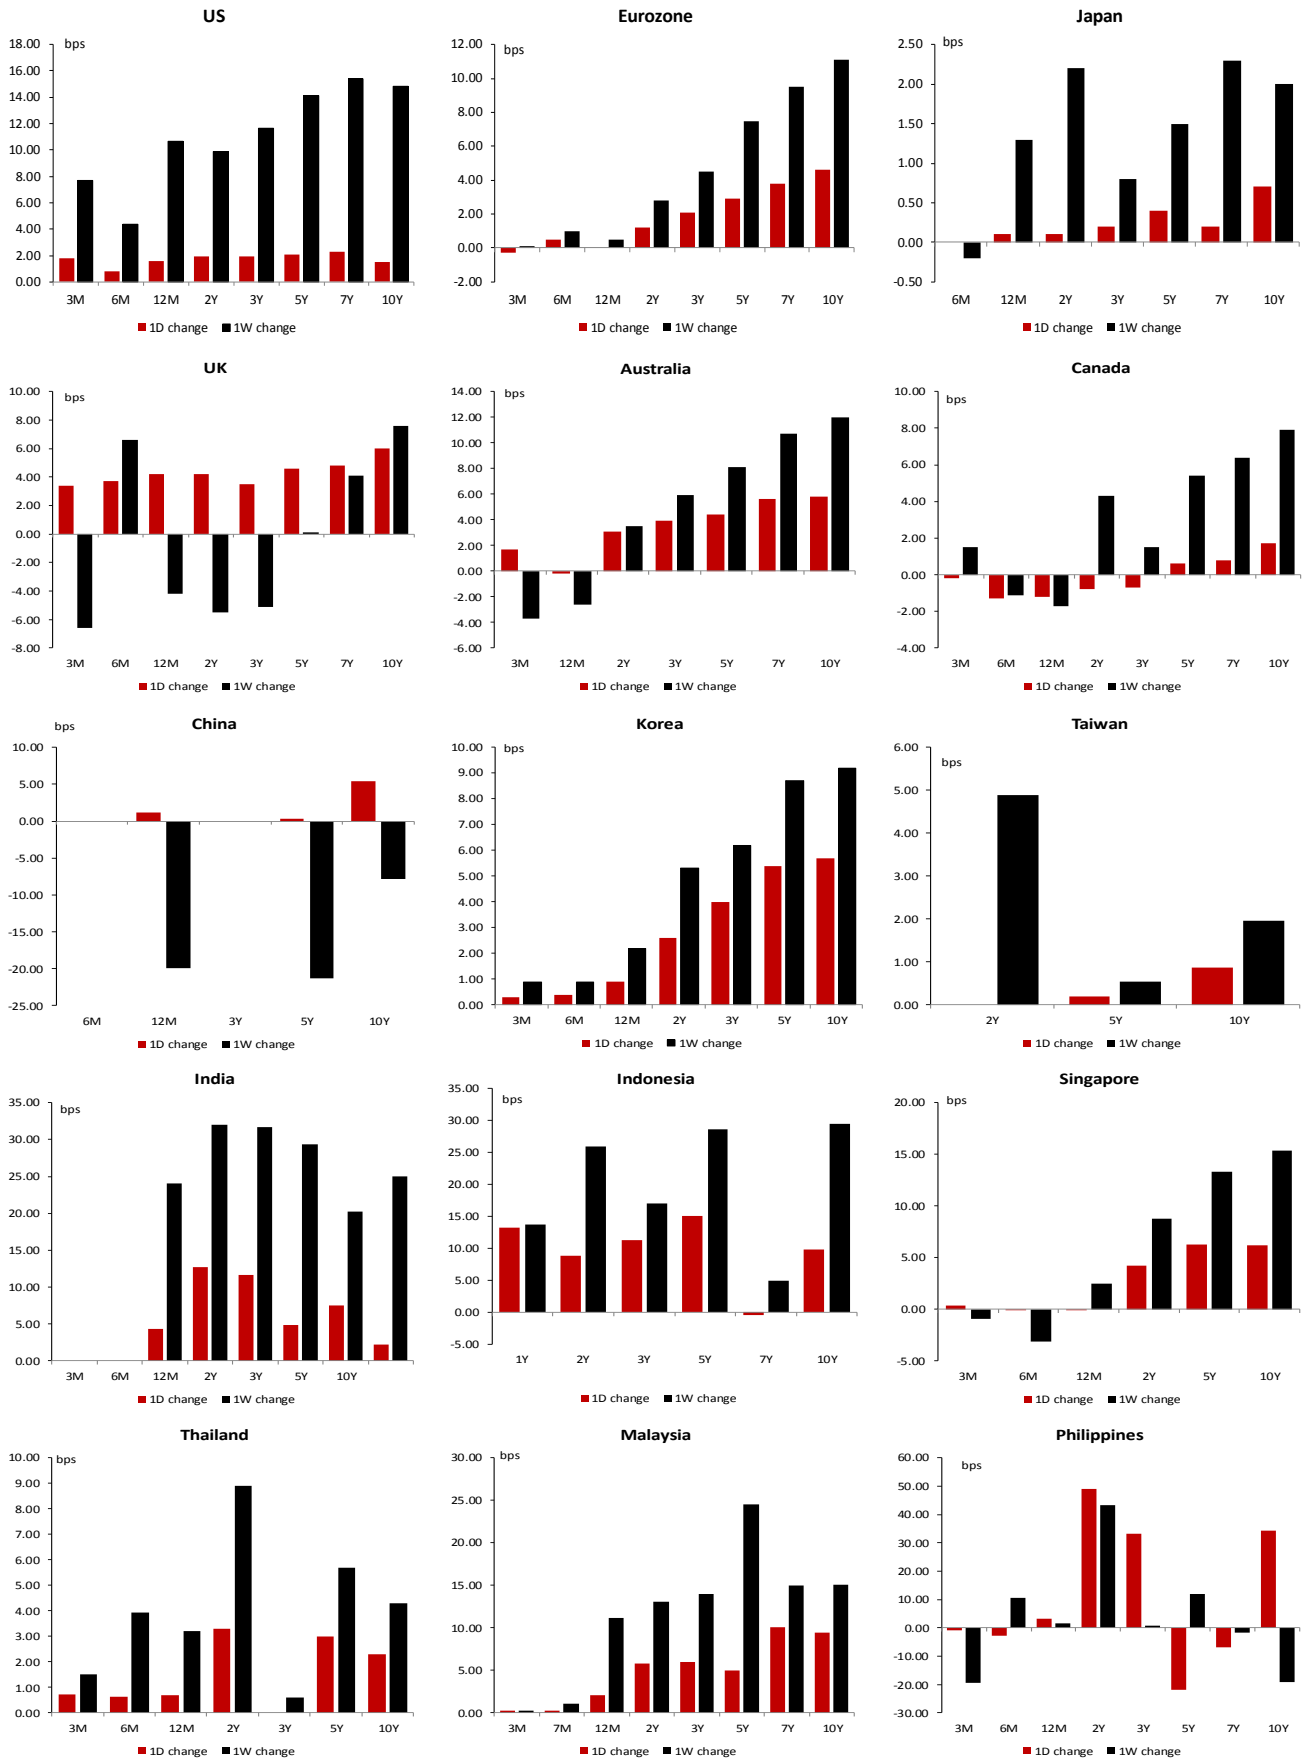 US
bps
18.00
16.00
14.00
12.00
10.00
8.00
6.00
4.00
2.00
0.00
3M 6M 12M 2Y 3Y 5Y 7Y 10Y
1D change 1W change
Eurozone
bps
12.00
10.00
8.00
6.00
4.00
2.00
0.00
-2.00
3M 6M 12M 2Y 3Y 5Y 7Y 10Y
1D change 1W change
Japan
bps
2.50
2.00
1.50
1.00
0.50
0.00
-0.50
6M 12M 2Y 3Y 5Y 7Y 10Y
1D change 1W change
UK
bps
10.00
8.00
6.00
4.00
2.00
0.00
-2.00
-4.00
-6.00
-8.00
3M 6M 12M 2Y 3Y 5Y 7Y 10Y
1D change 1W change
Australia
bps
14.00
12.00
10.00
8.00
6.00
4.00
2.00
0.00
-2.00
-4.00
-6.00
3M 12M 2Y 3Y 5Y 7Y 10Y
1D change 1W change
Canada
bps
10.00
8.00
6.00
4.00
2.00
0.00
-2.00
-4.00
3M 6M 12M 2Y 3Y 5Y 7Y 10Y
1D change 1W change
China
bps
10.00
5.00
0.00
-5.00
-10.00
-15.00
-20.00
-25.00
6M 12M 3Y 5Y 10Y
1D change 1W change
Korea
bps
10.00
9.00
8.00
7.00
6.00
5.00
4.00
3.00
2.00
1.00
0.00
3M 6M 12M 2Y 3Y 5Y 10Y
1D change 1W change
Taiwan
bps
6.00
5.00
4.00
3.00
2.00
1.00
0.00
2Y 5Y 10Y
1D change 1W change
India
bps
35.00
30.00
25.00
20.00
15.00
10.00
5.00
0.00
3M 6M 12M 2Y 3Y 5Y 10Y
1D change 1W change
Indonesia
bps
35.00
30.00
25.00
20.00
15.00
10.00
5.00
0.00
-5.00
1Y 2Y 3Y 5Y 7Y 10Y
1D change 1W change
Singapore
bps
20.00
15.00
10.00
5.00
0.00
-5.00
3M 6M 12M 2Y 5Y 10Y
1D change 1W change
Thailand
bps
10.00
9.00
8.00
7.00
6.00
5.00
4.00
3.00
2.00
1.00
0.00
3M 6M 12M 2Y 3Y 5Y 10Y
1D change 1W change
Malaysia
bps
30.00
25.00
20.00
15.00
10.00
5.00
0.00
3M 7M 12M 2Y 3Y 5Y 7Y 10Y
1D change 1W change
Philippines
bps
60.00
50.00
40.00
30.00
20.00
10.00
0.00
-10.00
-20.00
-30.00
3M 6M 12M 2Y 3Y 5Y 7Y 10Y
1D change 1W change